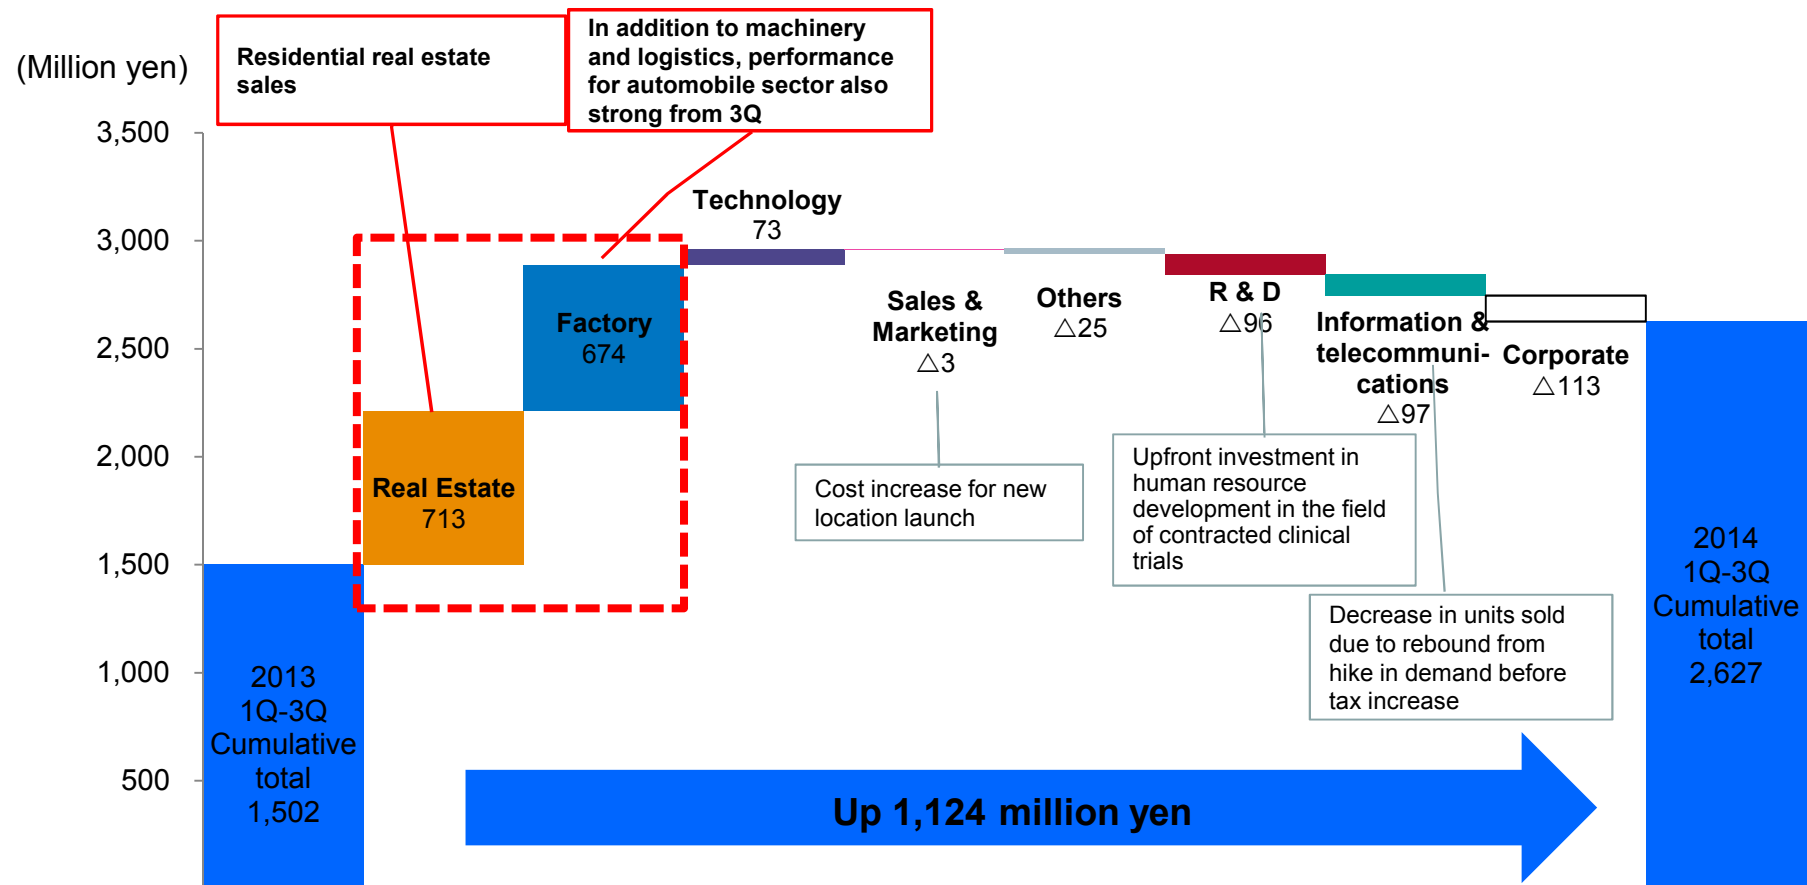 (Million yen)
Residential real estate
sales
In addition to machinery
and logistics, performance
for automobile sector also
strong from 3Q
3,500
3,000
2,500
2,000
1,500
1,000
500
2013
1Q-3Q
Cumulative
total
1,502
Real Estate
713
Factory
674
Technology
73
Sales &
Marketing
△3
Others
△25
R & D
△96
Information &
telecommuni-
cations
△97
Corporate
△113
Cost increase for new
location launch
Upfront investment in
human resource
development in the field
of contracted clinical
trials
Decrease in units sold
due to rebound from
hike in demand before
tax increase
2014
1Q-3Q
Cumulative
total
2,627
Up 1,124 million yen